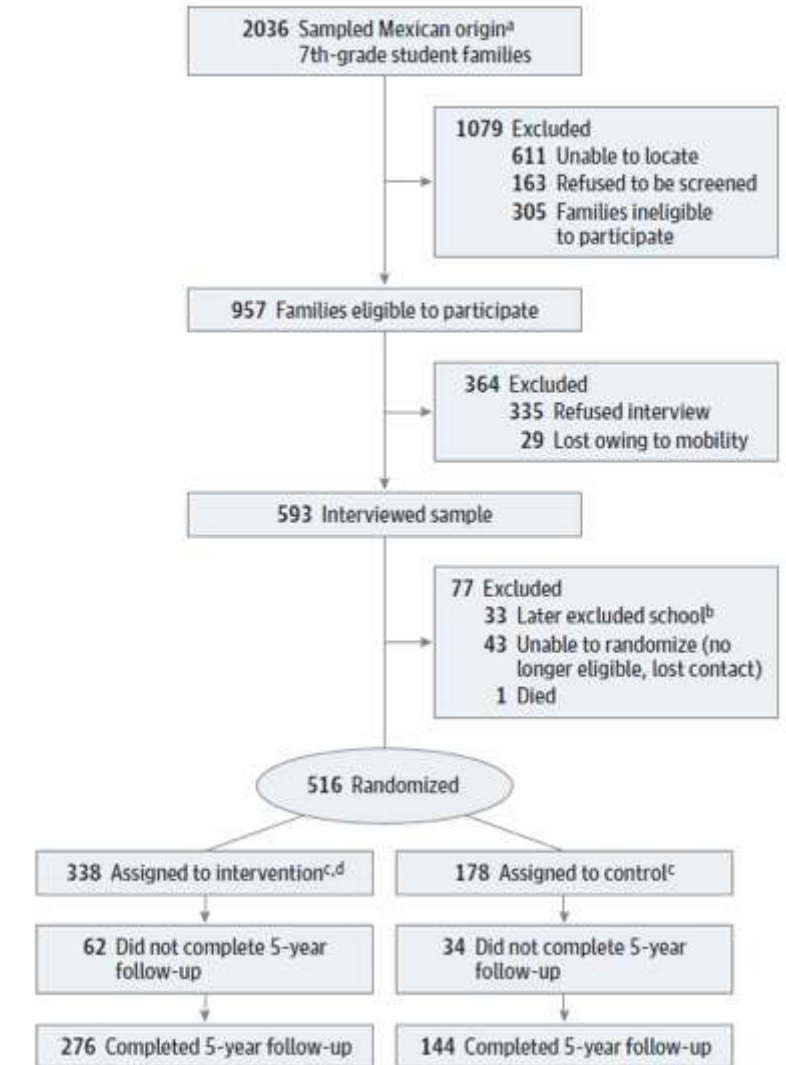 2036 Sampled Mexican originᵃ
7th-grade student families
1079 Excluded
611 Unable to locate
163 Refused to be screened
305 Families ineligible
to participate
957 Families eligible to participate
364 Excluded
335 Refused interview
29 Lost owing to mobility
593 Interviewed sample
77 Excluded
33 Later excluded schoolᵇ
43 Unable to randomize (no
longer eligible, lost contact)
1 Died
516 Randomized
338 Assigned to interventionᶜ,ᵈ
178 Assigned to controlᶜ
62 Did not complete 5-year
follow-up
34 Did not complete 5-year
follow-up
276 Completed 5-year follow-up
144 Completed 5-year follow-up